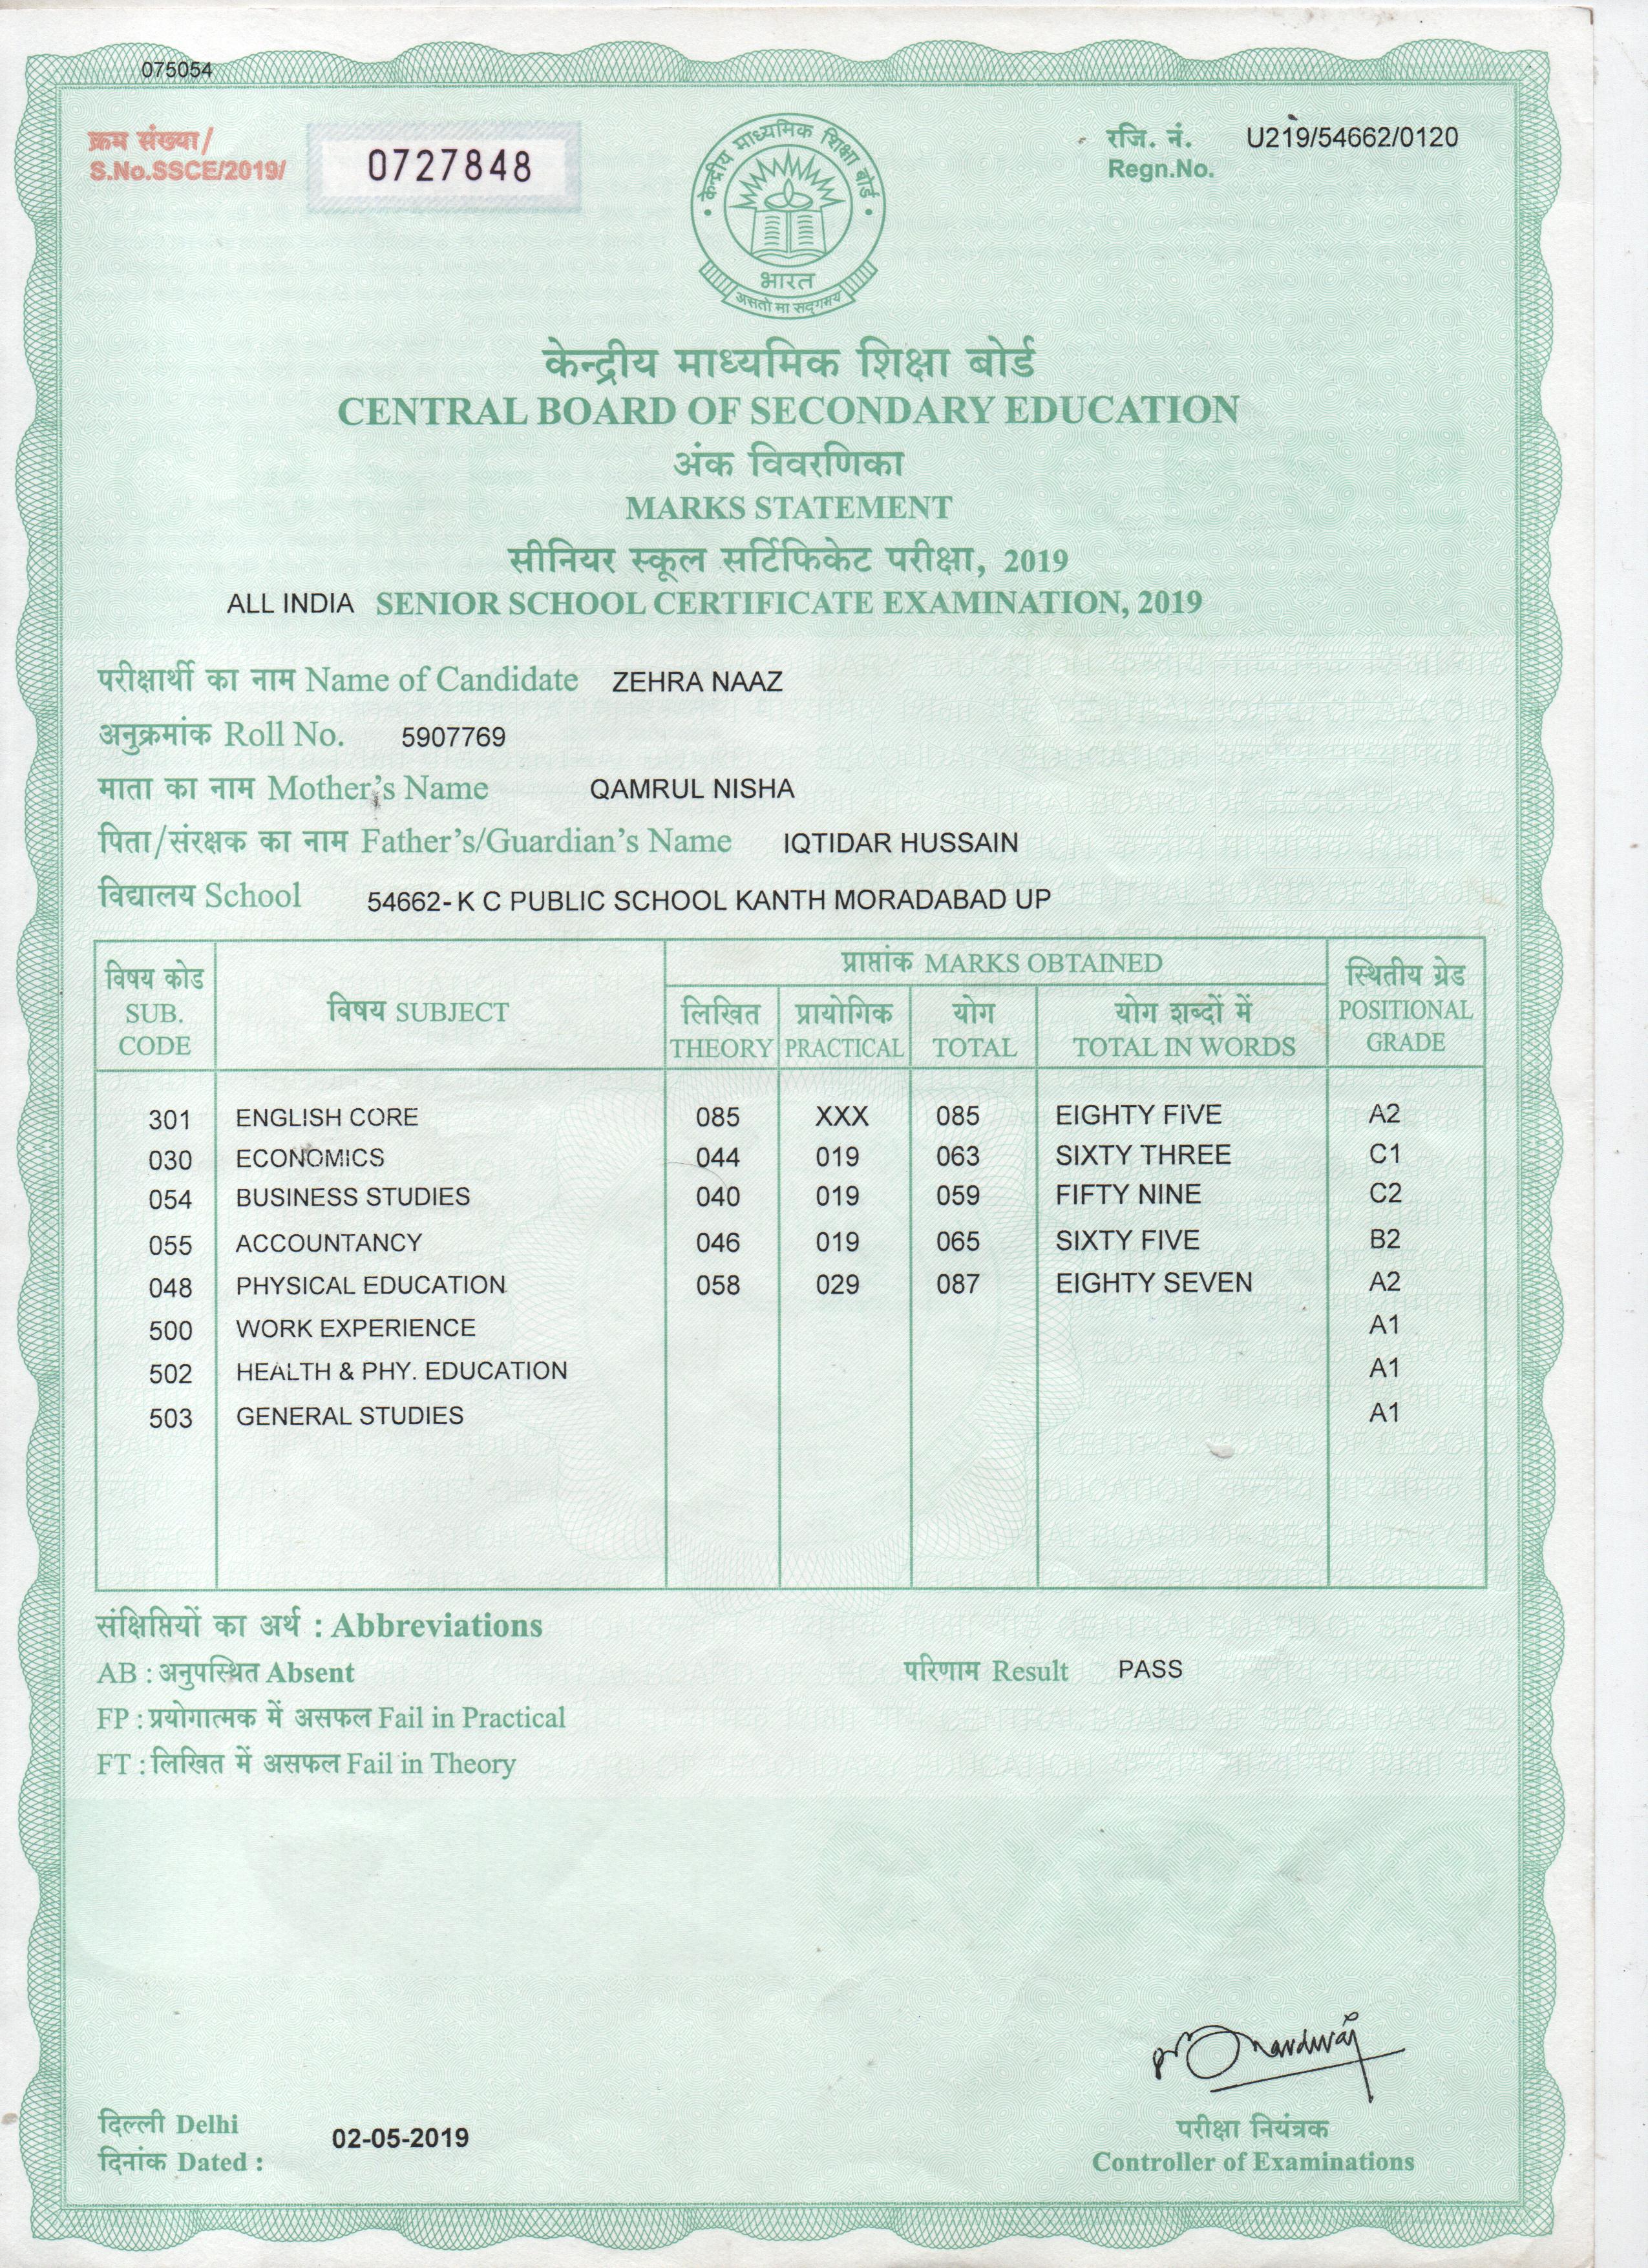 075054
क्रम संख्या/
S.No.SSCE/2019/
0727848
केन्द्रीय माध्यमिक शिक्षा बोर्ड
भारत
असतो मा सद्गमय
रजि. नं.
Regn.No.
U219/54662/0120
केन्द्रीय माध्यमिक शिक्षा बोर्ड
CENTRAL BOARD OF SECONDARY EDUCATION
अंक विवरणिका
MARKS STATEMENT
सीनियर स्कूल सर्टिफिकेट परीक्षा, 2019
ALL INDIA SENIOR SCHOOL CERTIFICATE EXAMINATION, 2019
परीक्षार्थी का नाम Name of Candidate ZEHRA NAAZ
अनुक्रमांक Roll No. 5907769
माता का नाम Mother's Name QAMRUL NISHA
पिता/संरक्षक का नाम Father's/Guardian's Name IQTIDAR HUSSAIN
विद्यालय School 54662-K C PUBLIC SCHOOL KANTH MORADABAD UP
विषय कोड
SUB.
CODE
विषय SUBJECT
प्राप्तांक MARKS OBTAINED
लिखित
THEORY
प्रायोगिक
PRACTICAL
योग
TOTAL
योग शब्दों में
TOTAL IN WORDS
स्थितीय ग्रेड
POSITIONAL
GRADE
301 ENGLISH CORE 085 XXX 085 EIGHTY FIVE A2
030 ECONOMICS 044 019 063 SIXTY THREE C1
054 BUSINESS STUDIES 040 019 059 FIFTY NINE C2
055 ACCOUNTANCY 046 019 065 SIXTY FIVE B2
048 PHYSICAL EDUCATION 058 029 087 EIGHTY SEVEN A2
500 WORK EXPERIENCE A1
502 HEALTH & PHY. EDUCATION A1
503 GENERAL STUDIES A1
संक्षिप्तियों का अर्थ : Abbreviations
AB : अनुपस्थित Absent
परिणाम Result PASS
FP : प्रयोगात्मक में असफल Fail in Practical
FT : लिखित में असफल Fail in Theory
दिल्ली Delhi
दिनांक Dated :
02-05-2019
परीक्षा नियंत्रक
Controller of Examinations